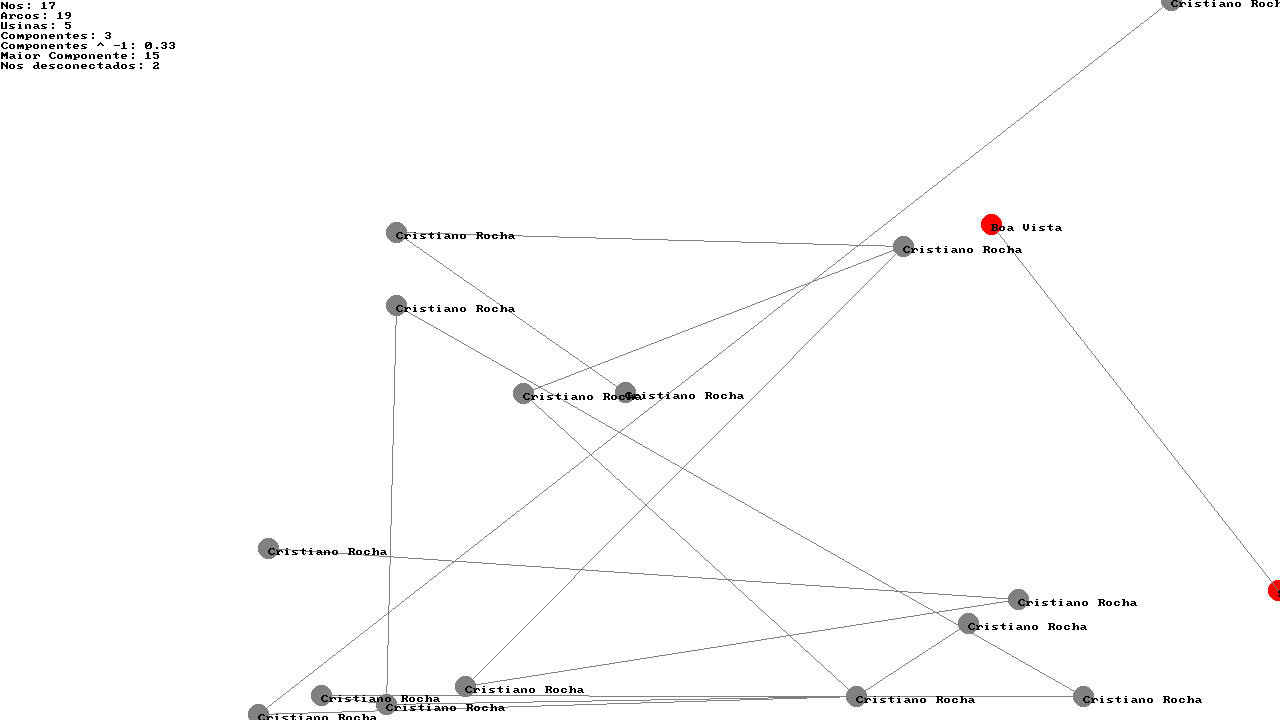 Nos: 17
Arcos: 19
Usinas: 5
Componentes: 3
Componentes ^ -1: 0.33
Maior Componente: 15
Nos desconectados: 2
Cristiano Roch
Boa Vista
Cristiano Rocha
Cristiano Rocha
Cristiano Rocha
Cristiano Rocha
Cristiano Rocha
Cristiano Rocha
Cristiano Rocha
Cristiano Rocha
Cristiano Rocha
Cristiano Rocha
Cristiano Rocha
Cristiano Rocha
Cristiano Rocha
Cristiano Rocha